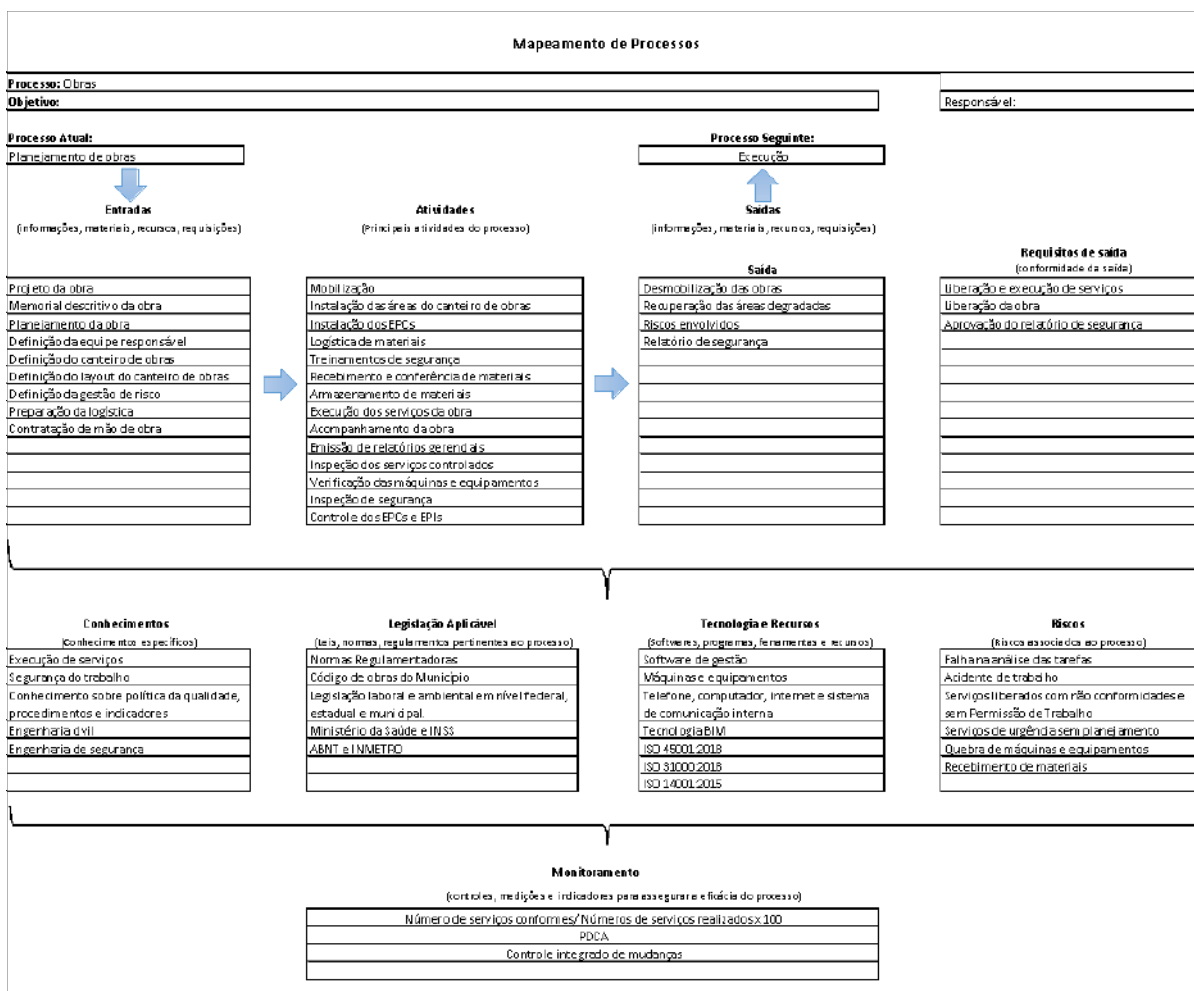 Mapeamento de Processos
Processo: Obras
Objetivo:
Responsável:
Processo Atual:
Planejamento de obras
Processo Seguinte:
Execução
Entradas
(informações, materiais, recursos, requisições)
Atividades
(Principais atividades do processo)
Saídas
(informações, materiais, recursos, requisições)
Requisitos de saída
(conformidade da saída)
Projeto da obra
Memorial descritivo da obra
Planejamento da obra
Definição da equipe responsável
Definição do canteiro de obras
Definição do layout do canteiro de obras
Definição da gestão de risco
Preparação da logística
Contratação de mão de obra
Mobilização
Instalação das áreas do canteiro de obras
Instalação dos EPCs
Logística de materiais
Treinamentos de segurança
Recebimento e conferência de materiais
Armazenamento de materiais
Execução dos serviços da obra
Acompanhamento da obra
Emissão de relatórios gerenciais
Inspeção dos serviços controlados
Verificação das máquinas e equipamentos
Inspeção de segurança
Controle dos EPCs e EPIs
Saída
Desmobilização das obras
Recuperação das áreas degradadas
Riscos envolvidos
Relatório de segurança
Liberação e execução de serviços
Liberação da obra
Aprovação do relatório de segurança
Conhecimentos
(Conhecimentos específicos)
Execução de serviços
Segurança do trabalho
Conhecimento sobre política da qualidade,
procedimentos e indicadores
Engenharia civil
Engenharia de segurança
Legislação Aplicável
(Leis, normas, regulamentos pertinentes ao processo)
Normas Regulamentadoras
Código de obras do Município
Legislação laboral e ambiental em nível federal,
estadual e municipal.
Ministério da Saúde e INSS
ABNT e INMETRO
Tecnologia e Recursos
(Softwares, programas, ferramentas e recursos)
Software de gestão
Máquinas e equipamentos
Telefone, computador, internet e sistema
de comunicação interna
Tecnologia BIM
ISO 45001:2018
ISO 31000:2018
ISO 14001:2015
Riscos
(Riscos associados ao processo)
Falha na análise das tarefas
Acidente de trabalho
Serviços liberados com não conformidades e
sem Permissão de Trabalho
Serviços de urgência sem planejamento
Quebra de máquinas e equipamentos
Recebimento de materiais
Monitoramento
(controles, medições e indicadores para assegurar a eficácia do processo)
Número de serviços conformes/ Números de serviços realizados x 100
PDCA
Controle integrado de mudanças